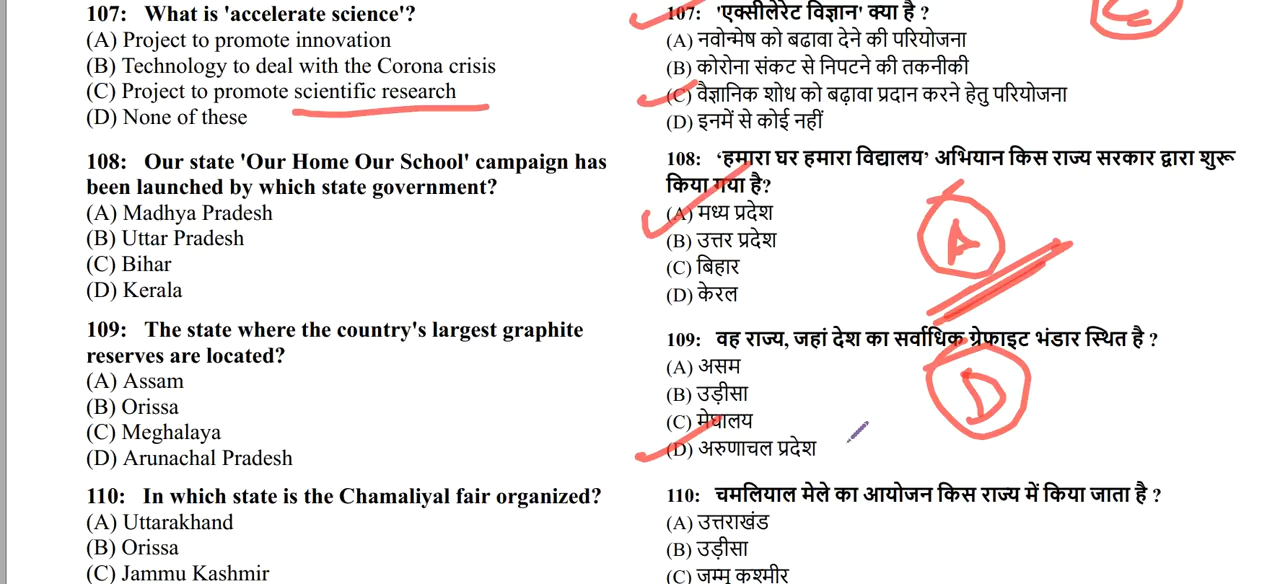 107: What is 'accelerate science'?
(A) Project to promote innovation
(B) Technology to deal with the Corona crisis
(C) Project to promote scientific research
(D) None of these
108: Our state 'Our Home Our School' campaign has
been launched by which state government?
(A) Madhya Pradesh
(B) Uttar Pradesh
(C) Bihar
(D) Kerala
109: The state where the country's largest graphite
reserves are located?
(A) Assam
(B) Orissa
(C) Meghalaya
(D) Arunachal Pradesh
110: In which state is the Chamaliyal fair organized?
(A) Uttarakhand
(B) Orissa
(C) Jammu Kashmir
107: 'एक्सीलेरेट विज्ञान' क्या है ?
(A) नवोन्मेष को बढावा देने की परियोजना
(B) कोरोना संकट से निपटने की तकनीकी
(C) वैज्ञानिक शोध को बढ़ावा प्रदान करने हेतु परियोजना
(D) इनमें से कोई नहीं
C
108: ‘हमारा घर हमारा विद्यालय’ अभियान किस राज्य सरकार द्वारा शुरू
किया गया है?
(A) मध्य प्रदेश
(B) उत्तर प्रदेश
(C) बिहार
(D) केरल
A
109: वह राज्य, जहां देश का सर्वाधिक ग्रेफाइट भंडार स्थित है ?
(A) असम
(B) उड़ीसा
(C) मेघालय
(D) अरुणाचल प्रदेश
D
110: चमलियाल मेले का आयोजन किस राज्य में किया जाता है ?
(A) उत्तराखंड
(B) उड़ीसा
(C) जम्मू कश्मीर